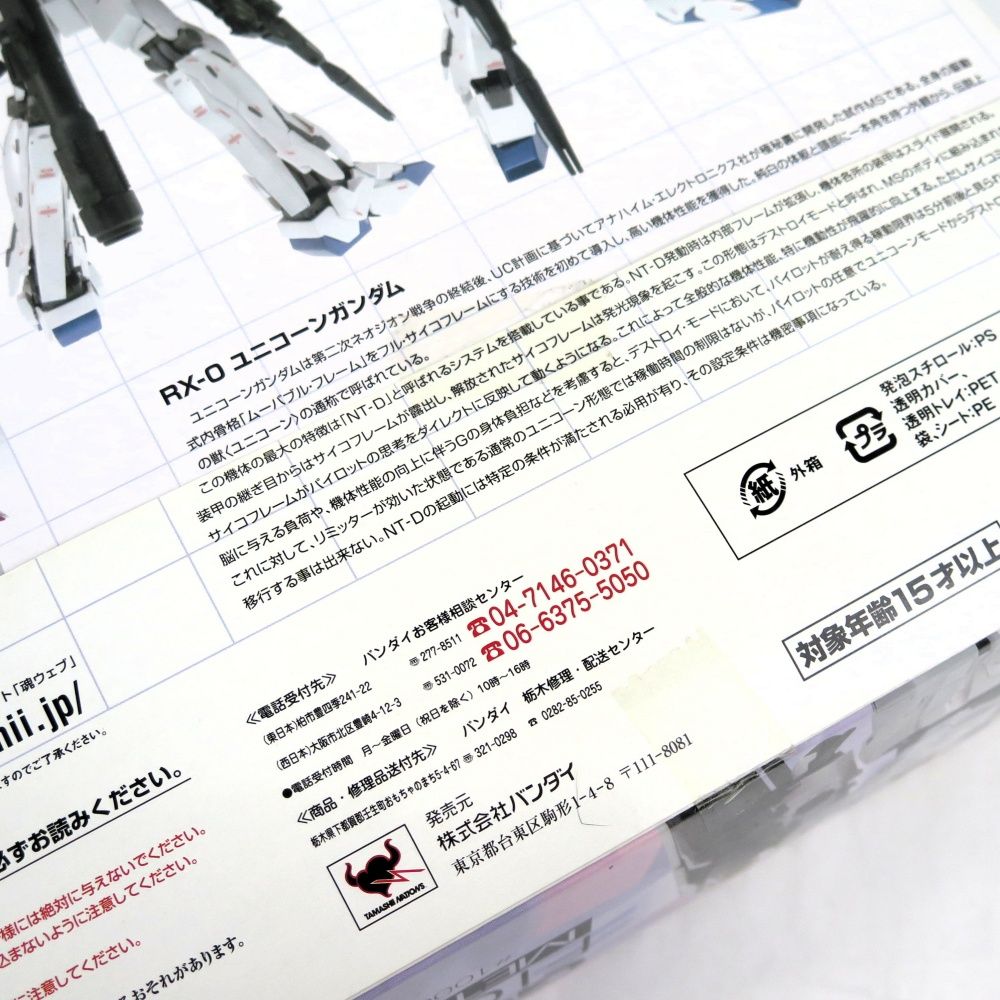 RX-0 ユニコーンガンダム
ユニコーンガンダムは第二次ネオジオン戦争の終結後、UC計画に基づいてアナハイム・エレクトロニクス社が極秘裏に開発した試作MSである。全身の駆動
式内骨格「ムーバブル・フレーム」をフル・サイコフレームにする技術を初めて導入し、高い機体性能を獲得した。純白の体躯と頭部に一本角を持つ外観から、伝説上
の獣《ユニコーン》の通称で呼ばれている。
この機体の最大の特徴は「NT-D」と呼ばれるシステムを搭載している事である。NT-D発動時は内部フレームが拡張し、機体各所の装甲はスライド展開される。
装甲の継ぎ目からはサイコフレームが露出し、解放されたサイコフレームは発光現象を起こす。この形態はデストロイモードと呼ばれ、MSのボディに組み込まれ
サイコフレームがパイロットの思考をダイレクトに反映して動くようになる。これによって全般的な機体性能、特に機動性が飛躍的に向上する。ただしサイコミ
脳に与える負荷や、機体性能の向上に伴うGの身体負担などを考慮すると、デストロイ・モードにおいて、パイロットが耐え得る稼動限界は5分前後と見られ
これに対して、リミッターが効いた状態である通常のユニコーン形態では稼働時間の制限はないが、パイロットの任意でユニコーンモードからデストロ
移行する事は出来ない。NT-Dの起動には特定の条件が満たされる必用が有り、その設定条件は機密事項になっている。
外箱
紙
プラ
発泡スチロール:PS
透明カバー、
透明トレイ:PET
袋、シート:PE
対象年齢15才以上
バンダイお客様相談センター
《電話受付先》
(東日本)柏市豊四季241-22 〒277-8511 ☎04-7146-0371
(西日本)大阪市北区豊崎4-12-3 〒531-0072 ☎06-6375-5050
●電話受付時間 月〜金曜日(祝日を除く)10時〜16時
《商品・修理品送付先》 バンダイ 栃木修理・配送センター
栃木県下都賀郡壬生町おもちゃのまち5-4-67 〒321-0298 ☎0282-85-0255
発売元
株式会社バンダイ
東京都台東区駒形1-4-8 〒111-8081
TAMASHII NATIONS
ト「魂ウェブ」
ii.jp/
すのでご了承ください。
必ずお読みください。
様には絶対に与えないでください。
込まないように注意してください。
注意してください。
おそれがあります。